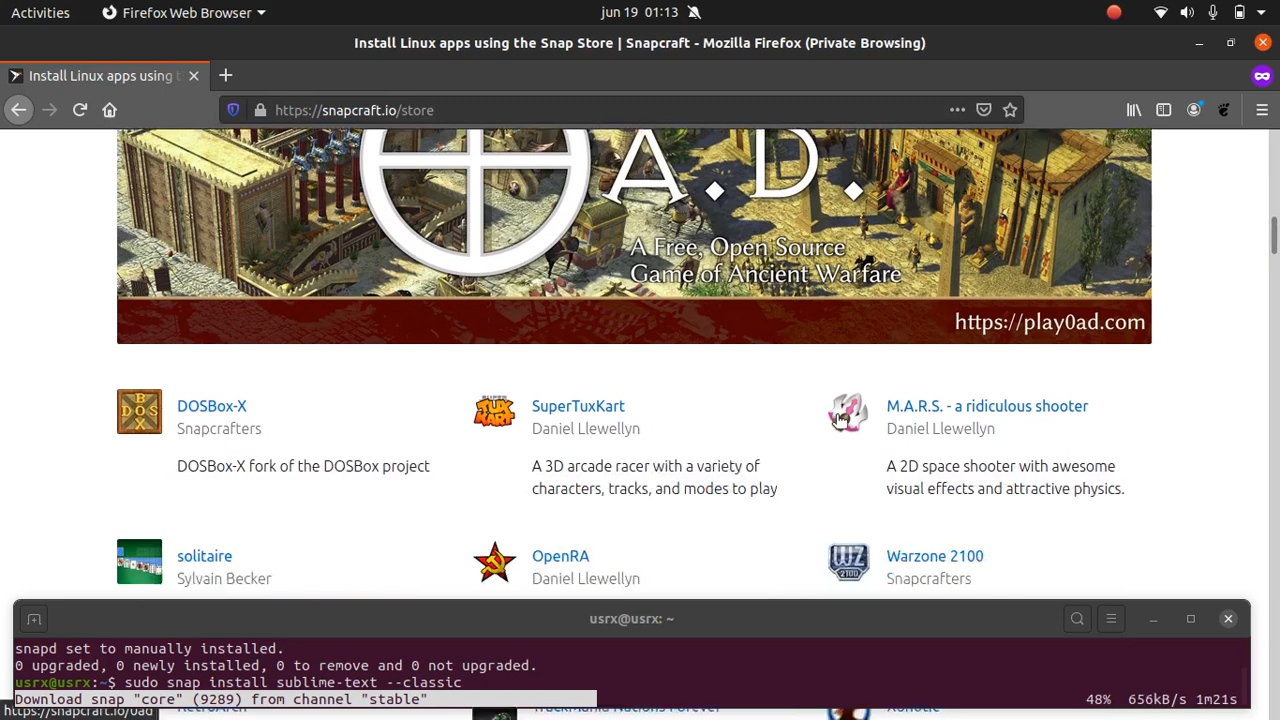 Activities Firefox Web Browser jun 19 01:13
Install Linux apps using the Snap Store | Snapcraft - Mozilla Firefox (Private Browsing)
Install Linux apps using t
https://snapcraft.io/store
A.D.
A Free, Open Source
Game of Ancient Warfare
https://play0ad.com
DOSBox-X SuperTuxKart M.A.R.S. - a ridiculous shooter
Snapcrafters Daniel Llewellyn Daniel Llewellyn
DOSBox-X fork of the DOSBox project A 3D arcade racer with a variety of A 2D space shooter with awesome
characters, tracks, and modes to play visual effects and attractive physics.
solitaire OpenRA Warzone 2100
Sylvain Becker Daniel Llewellyn Snapcrafters
usrx@usrx: ~
snapd set to manually installed.
0 upgraded, 0 newly installed, 0 to remove and 0 not upgraded.
usrx@usrx:~$ sudo snap install sublime-text --classic
Download snap "core" (9289) from channel "stable" 48% 656kB/s 1m21s
https://snapcraft.io/0ad